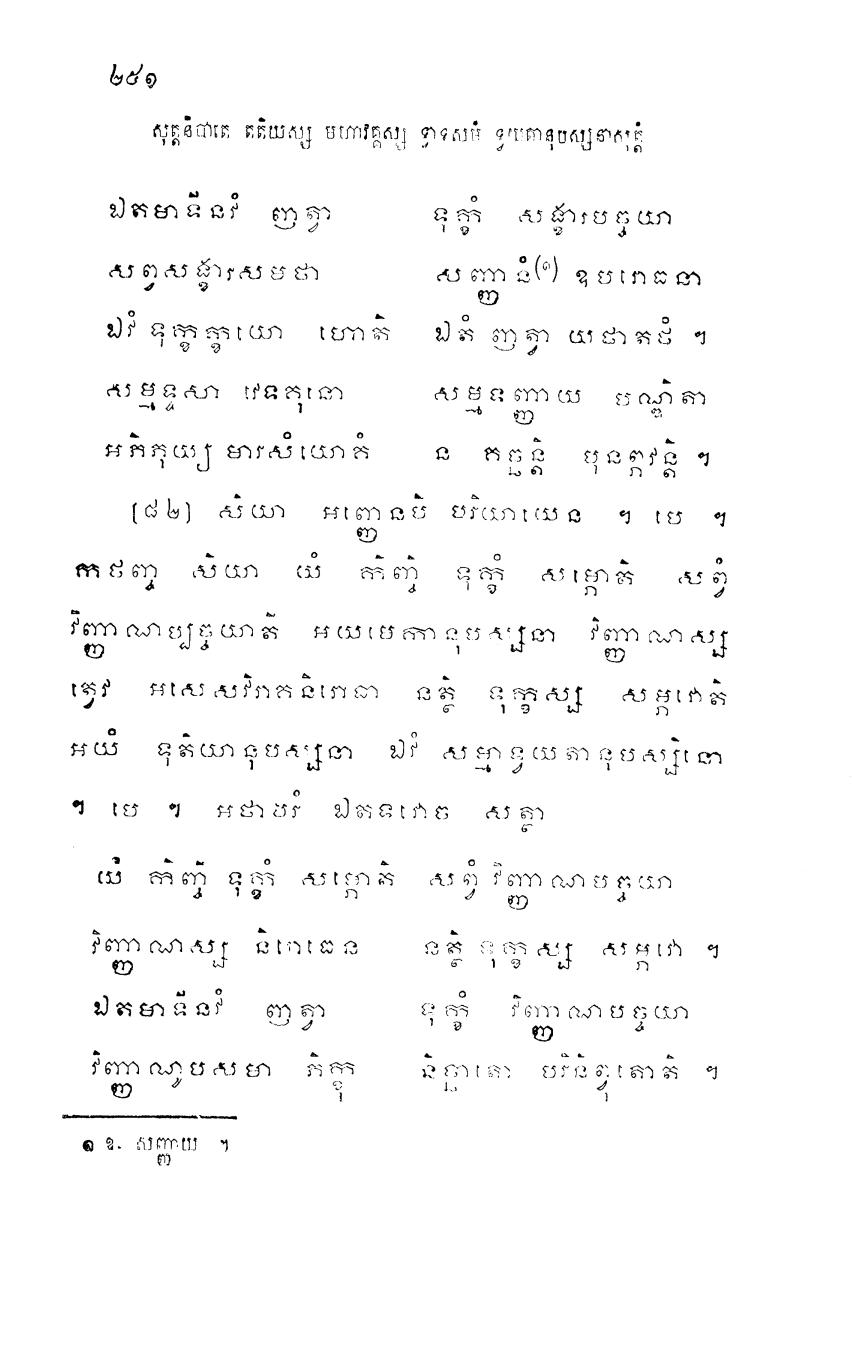 ២៥១
សុត្តនិបាតេ តតិយស្ស មហាវគ្គស្ស ទ្វាទសមំ ទ្វយតានុបស្សនាសុត្តំ
ឯតមាទីនវំ ញត្វា ទុក្ខំ សង្ខារបច្ចយា
សព្វសង្ខារសមថា សញ្ញានំ(១) ឧបរោធនា
ឯវំ ទុក្ខក្ខយោ ហោតិ ឯតំ ញត្វា យថាតថំ ។
សម្មទ្ទសា វេទគុនោ សម្មទញ្ញាយ បណ្ឌិតា
អភិភុយ្យ មារសំយោគំ ន គច្ឆន្តិ បុនព្ភវន្តិ ។
[៨៤] សិយា អញ្ញេនបិ បរិយាយេន ។ បេ ។
កថញ្ច សិយា យំ កិញ្ចិ ទុក្ខំ សម្ភោតិ សព្វំ
វិញ្ញាណប្បច្ចយាតិ អយមេកានុបស្សនា វិញ្ញាណស្ស
ត្វេវ អសេសវិរាគនិរោធា នត្ថិ ទុក្ខស្ស សម្ភវោតិ
អយំ ទុតិយានុបស្សនា ឯវំ សម្មាទ្វយតានុបស្សិនោ
។ បេ ។ អថាបរំ ឯតទវោច សត្ថា
យំ កិញ្ចិ ទុក្ខំ សម្ភោតិ សព្វំ វិញ្ញាណបច្ចយា
វិញ្ញាណស្ស និរោធេន នត្ថិ ទុក្ខស្ស សម្ភវោ ។
ឯតមាទីនវំ ញត្វា ទុក្ខំ វិញ្ញាណបច្ចយា
វិញ្ញាណូបសមា ភិក្ខុ និច្ឆាតោ បរិនិព្វុតោតិ ។
១ ឧ. សញ្ញាយ ។